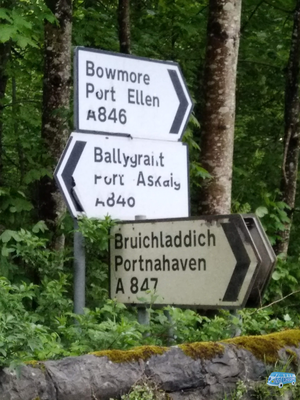 Bowmore
Port Ellen
A846
Ballygrant
Port Askaig
A846
Bruichladdich
Portnahaven
A 847